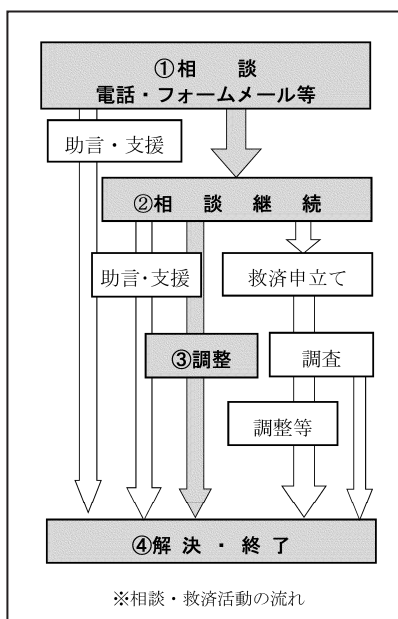 ①相 談
電話・フォームメール等
助言・支援
②相 談 継 続
助言・支援
救済申立て
③調整
調査
調整等
④解 決 ・ 終 了
※相談・救済活動の流れ